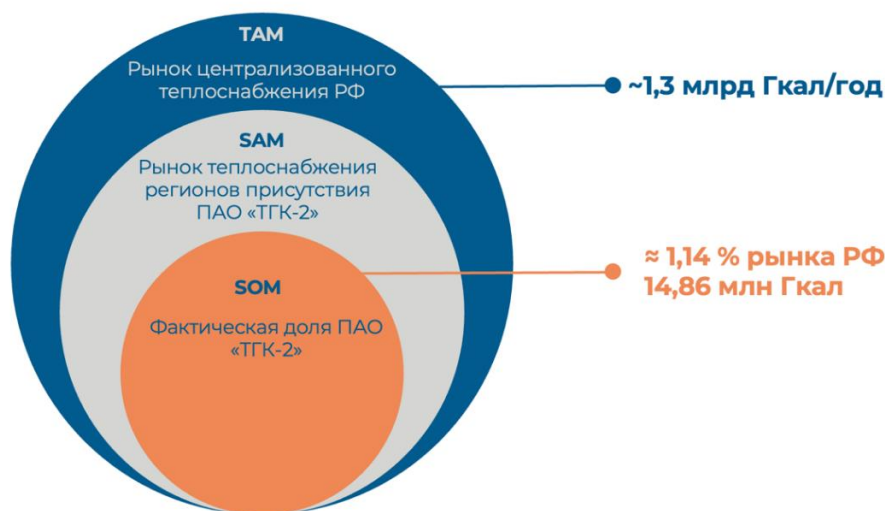 TAM
Рынок централизованного
теплоснабжения РФ
~1,3 млрд Гкал/год
SAM
Рынок теплоснабжения
регионов присутствия
ПАО «ТГК-2»
≈ 1,14 % рынка РФ
14,86 млн Гкал
SOM
Фактическая доля ПАО
«ТГК-2»